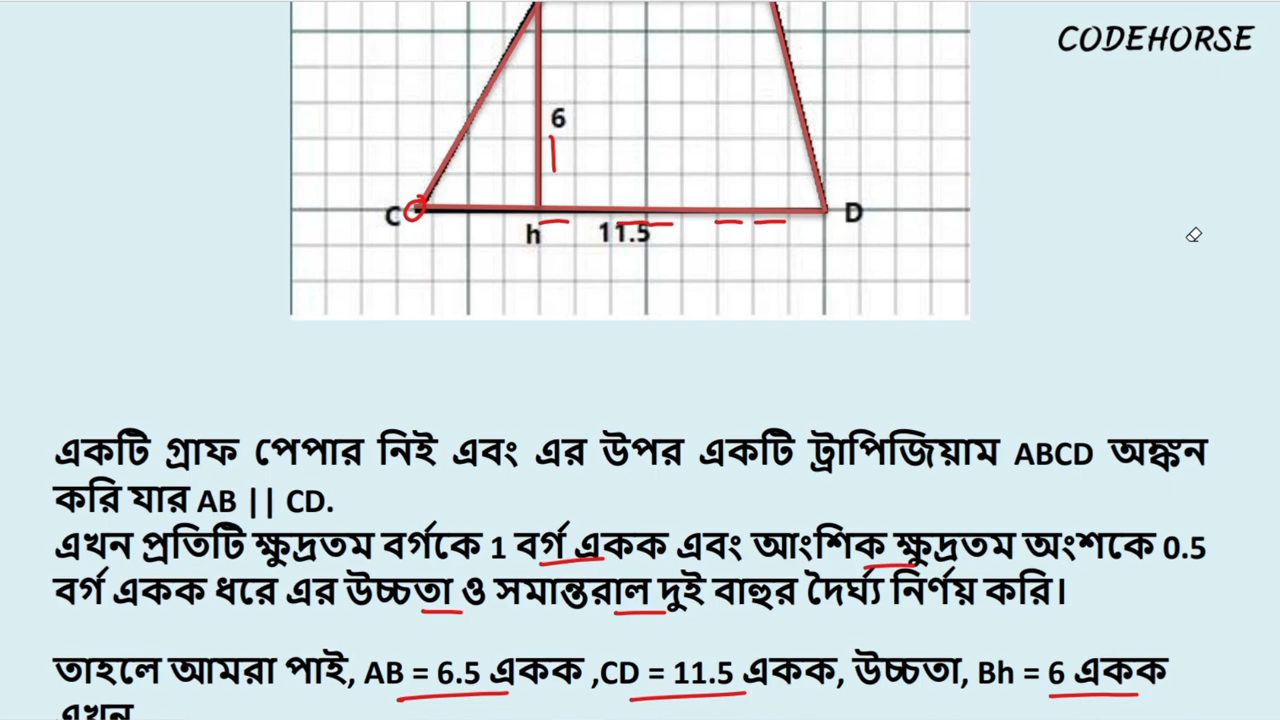 CODEHORSE
6
C
D
h
11.5
একটি গ্রাফ পেপার নিই এবং এর উপর একটি ট্রাপিজিয়াম ABCD অঙ্কন
করি যার AB || CD.
এখন প্রতিটি ক্ষুদ্রতম বর্গকে 1 বর্গ একক এবং আংশিক ক্ষুদ্রতম অংশকে 0.5
বর্গ একক ধরে এর উচ্চতা ও সমান্তরাল দুই বাহুর দৈর্ঘ্য নির্ণয় করি।
তাহলে আমরা পাই, AB = 6.5 একক ,CD = 11.5 একক, উচ্চতা, Bh = 6 একক
এখন